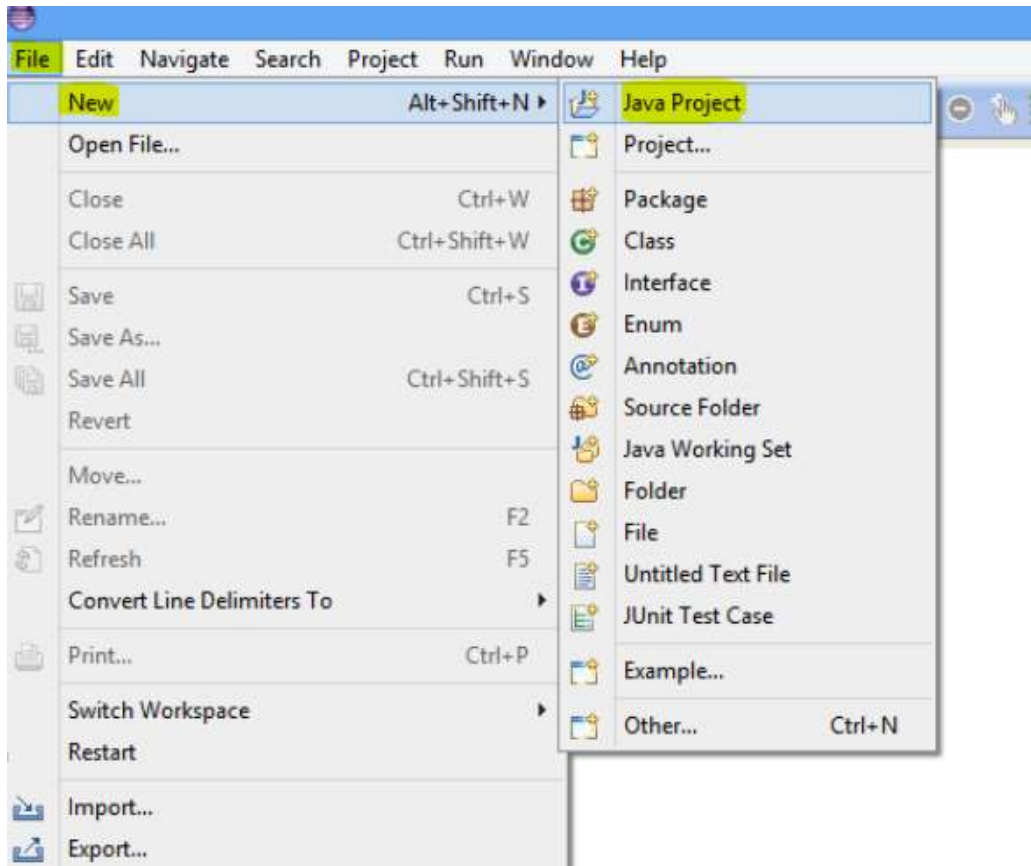 File Edit Navigate Search Project Run Window Help
New Alt+Shift+N
Open File...
Close Ctrl+W
Close All Ctrl+Shift+W
Save Ctrl+S
Save As...
Save All Ctrl+Shift+S
Revert
Move...
Rename... F2
Refresh F5
Convert Line Delimiters To
Print... Ctrl+P
Switch Workspace
Restart
Import...
Export...
Java Project
Project...
Package
Class
Interface
Enum
Annotation
Source Folder
Java Working Set
Folder
File
Untitled Text File
JUnit Test Case
Example...
Other... Ctrl+N